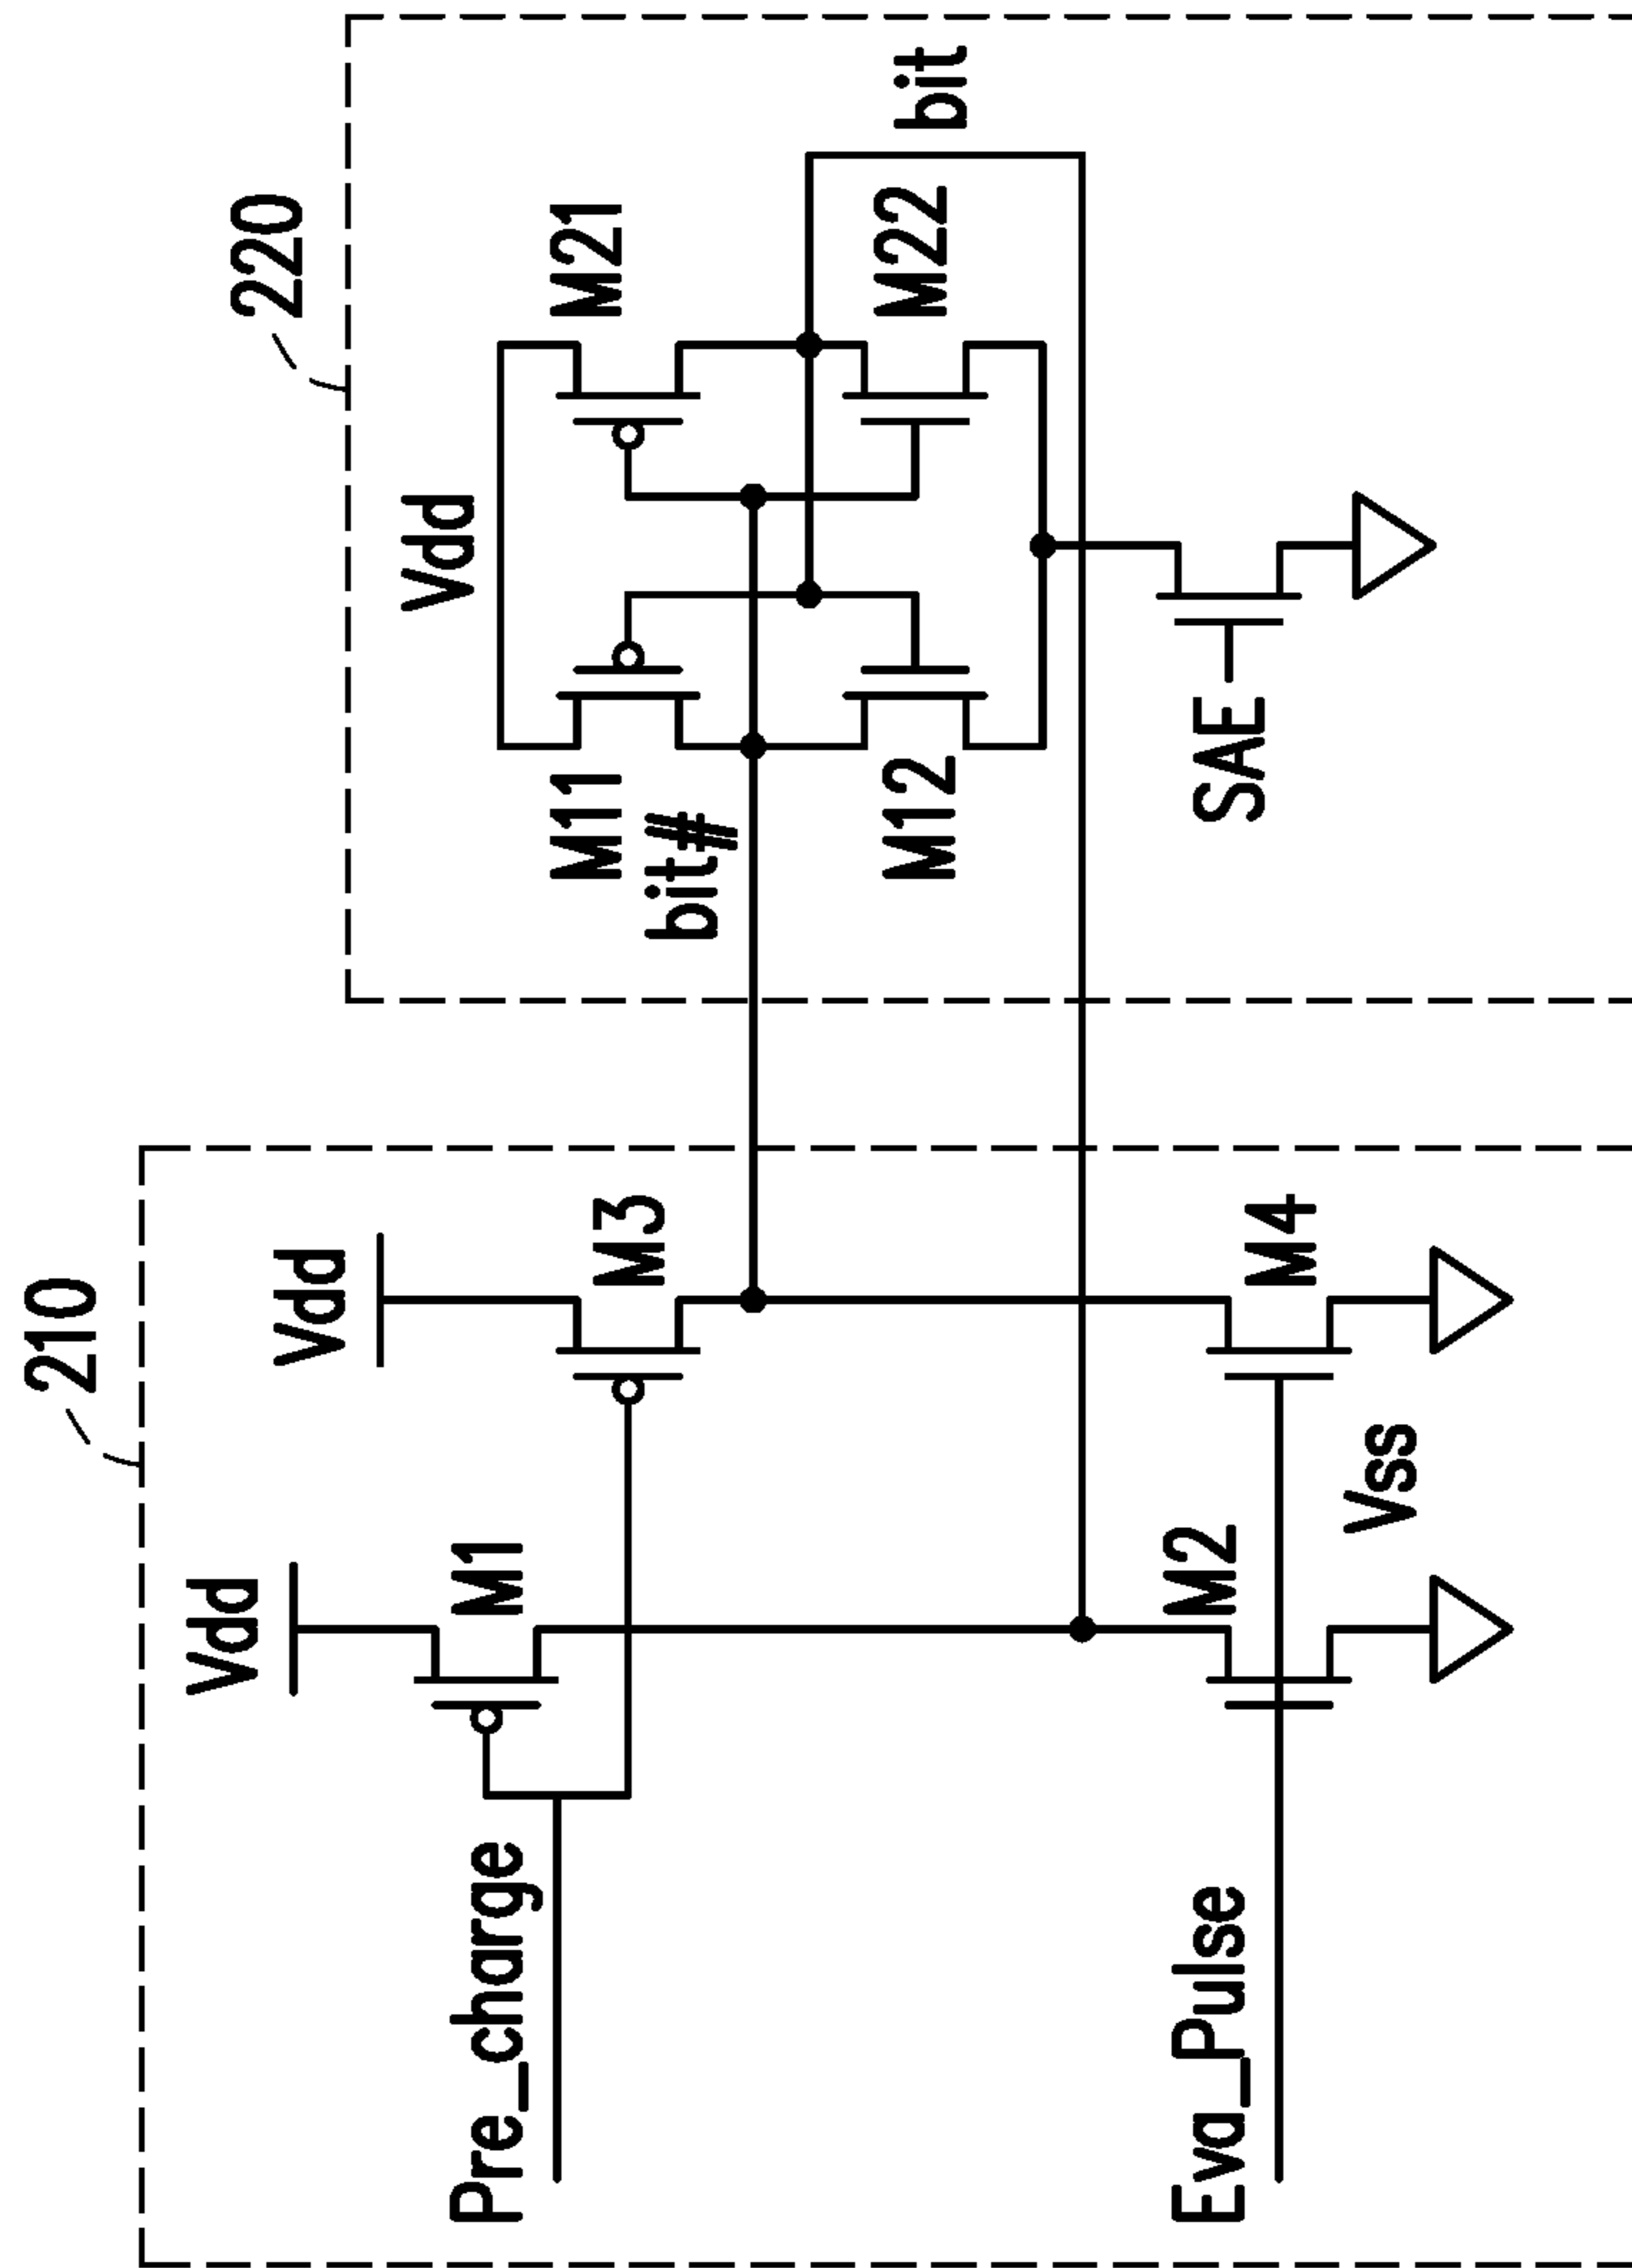 210
220
Vdd
Vdd
Vdd
M1
M3
M11
M21
bit#
bit
Pre_charge
M12
M22
M2
M4
SAE
Eva_Pulse
Vss